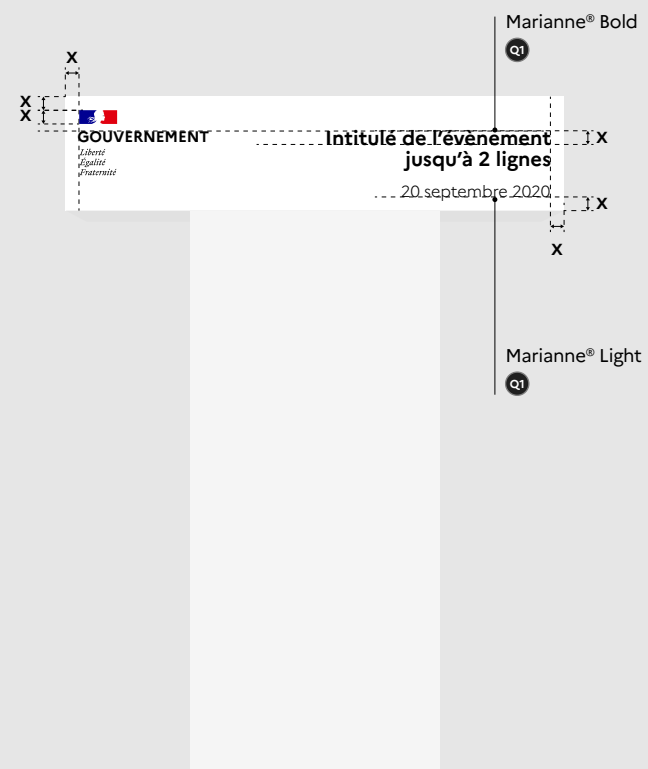 Marianne® Bold
Q1
X
X
X
GOUVERNEMENT
Liberté
Égalité
Fraternité
Intitulé de l’évènement
jusqu’à 2 lignes
X
20 septembre 2020
X
X
Marianne® Light
Q1